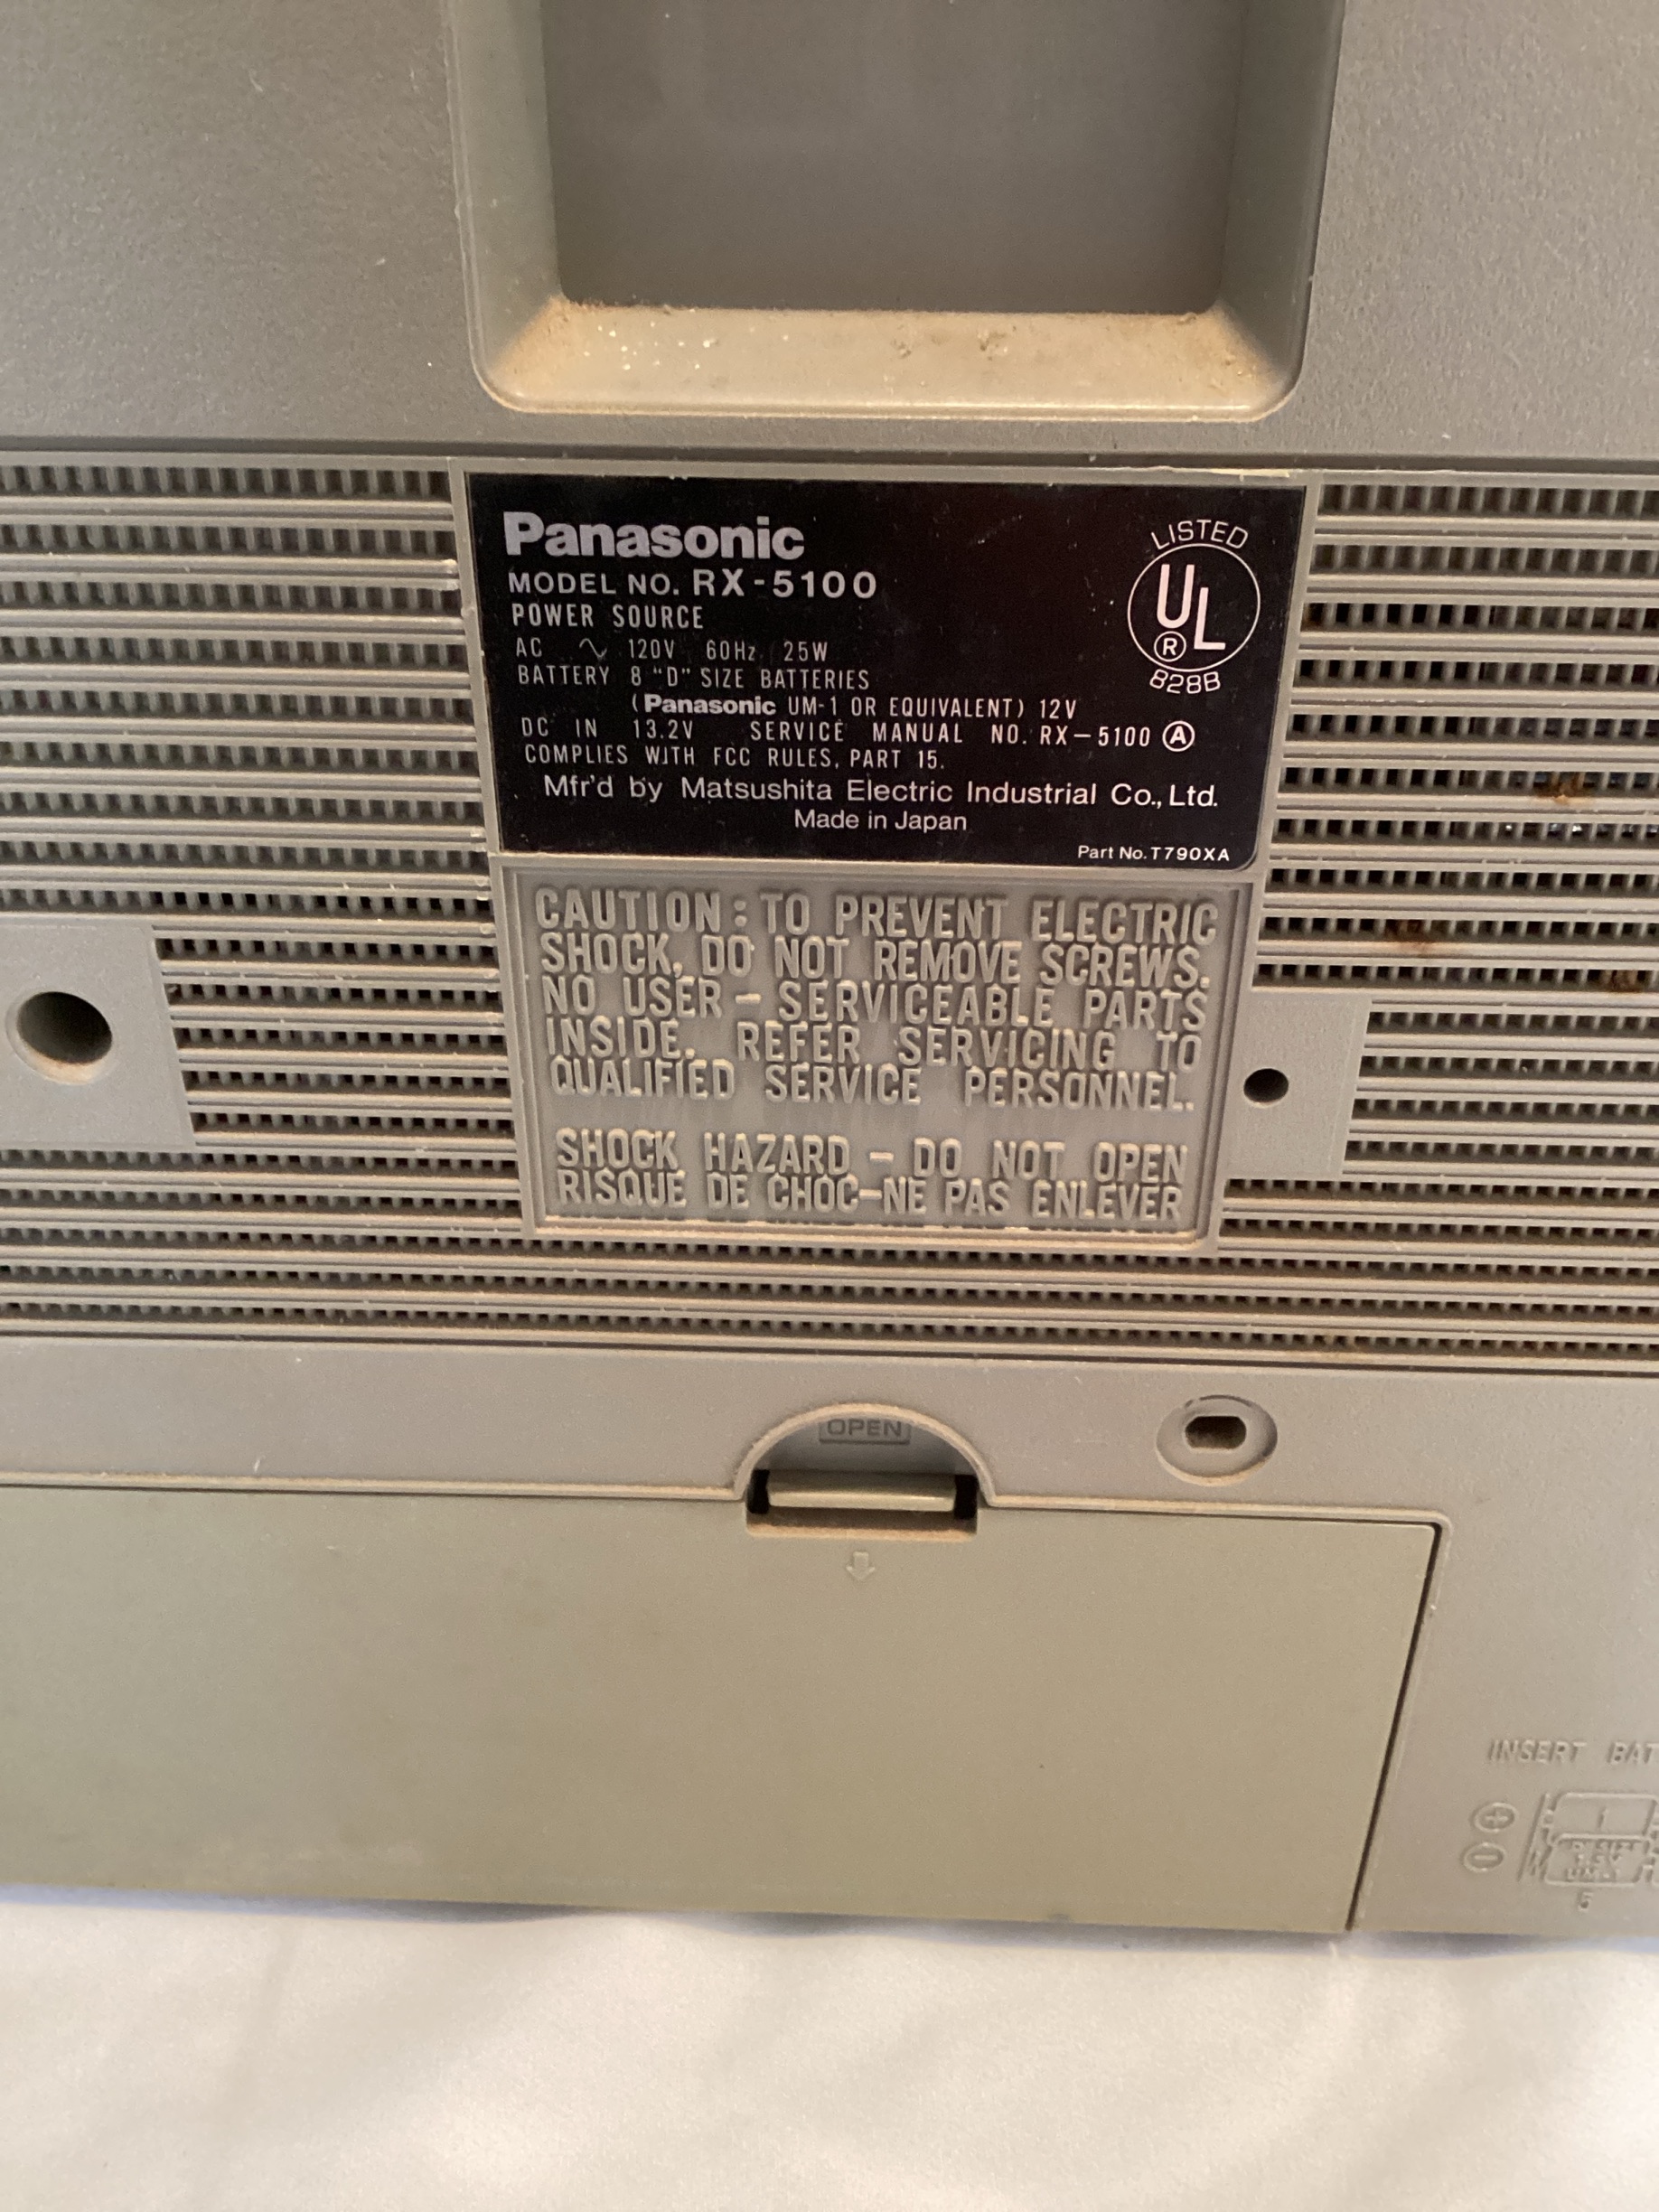 Panasonic
MODEL NO. RX-5100
POWER SOURCE
AC ∿ 120V 60Hz 25W
BATTERY 8 "D" SIZE BATTERIES
(Panasonic UM-1 OR EQUIVALENT) 12V
DC IN 13.2V SERVICE MANUAL NO. RX-5100 Ⓐ
COMPLIES WITH FCC RULES, PART 15.
Mfr'd by Matsushita Electric Industrial Co., Ltd.
Made in Japan
Part No. T790XA
LISTED
UL
®
828B
CAUTION: TO PREVENT ELECTRIC
SHOCK, DO NOT REMOVE SCREWS.
NO USER-SERVICEABLE PARTS
INSIDE. REFER SERVICING TO
QUALIFIED SERVICE PERSONNEL.
SHOCK HAZARD - DO NOT OPEN
RISQUE DE CHOC-NE PAS ENLEVER
OPEN
INSERT BAT
+
1
-
5